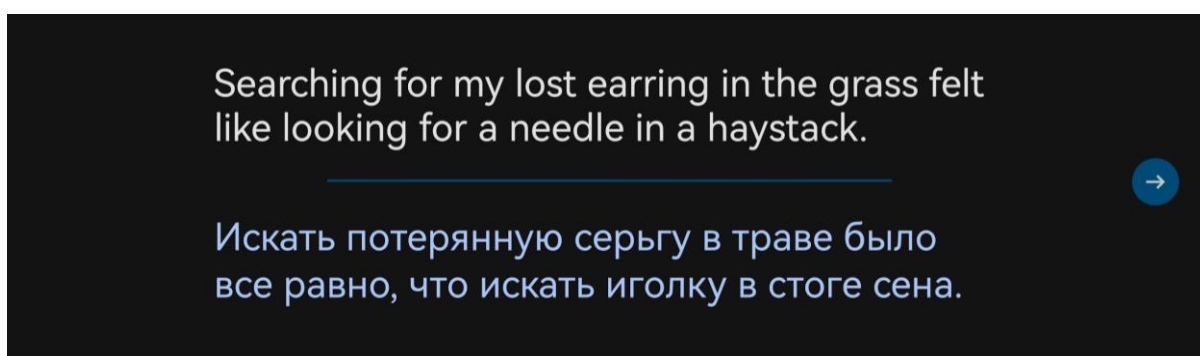 Searching for my lost earring in the grass felt
like looking for a needle in a haystack.
Искать потерянную серьгу в траве было
все равно, что искать иголку в стоге сена.